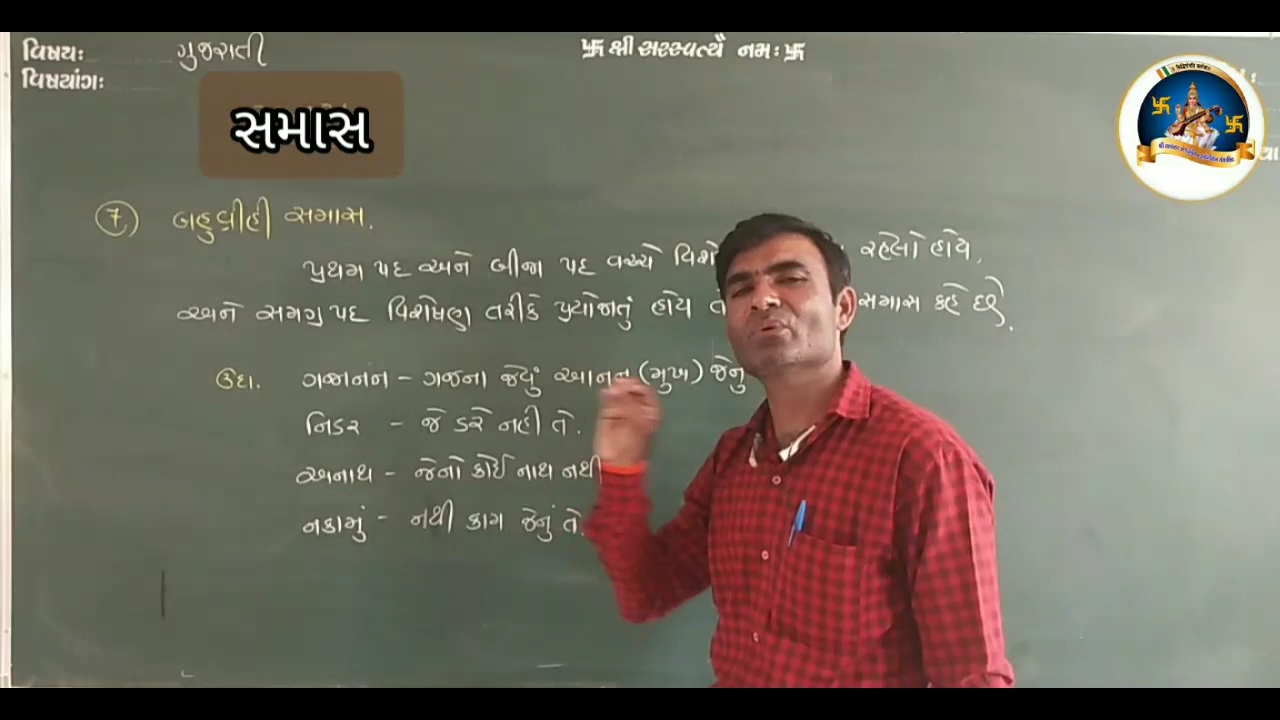 વિષય: ગુજરાતી
卐 શ્રી સરસ્વત્યૈ નમ: 卐
વિષયાંગ:
સમાસ
7. બહુવ્રીહી સમાસ.
પ્રથમ પદ અને બીજા પદ વચ્ચે વિશે રહેલો હોય,
અને સમગ્ર પદ વિશેષણ તરીકે પ્રયોજાતું હોય તે સમાસ કહે છે.
ઉદા. ગજાનન - ગજના જેવું આનન (મુખ) જેનું
નિડર - જે ડરે નહી તે.
અનાથ - જેનો કોઈ નાથ નથી
નકામું - નથી કામ જેનું તે.